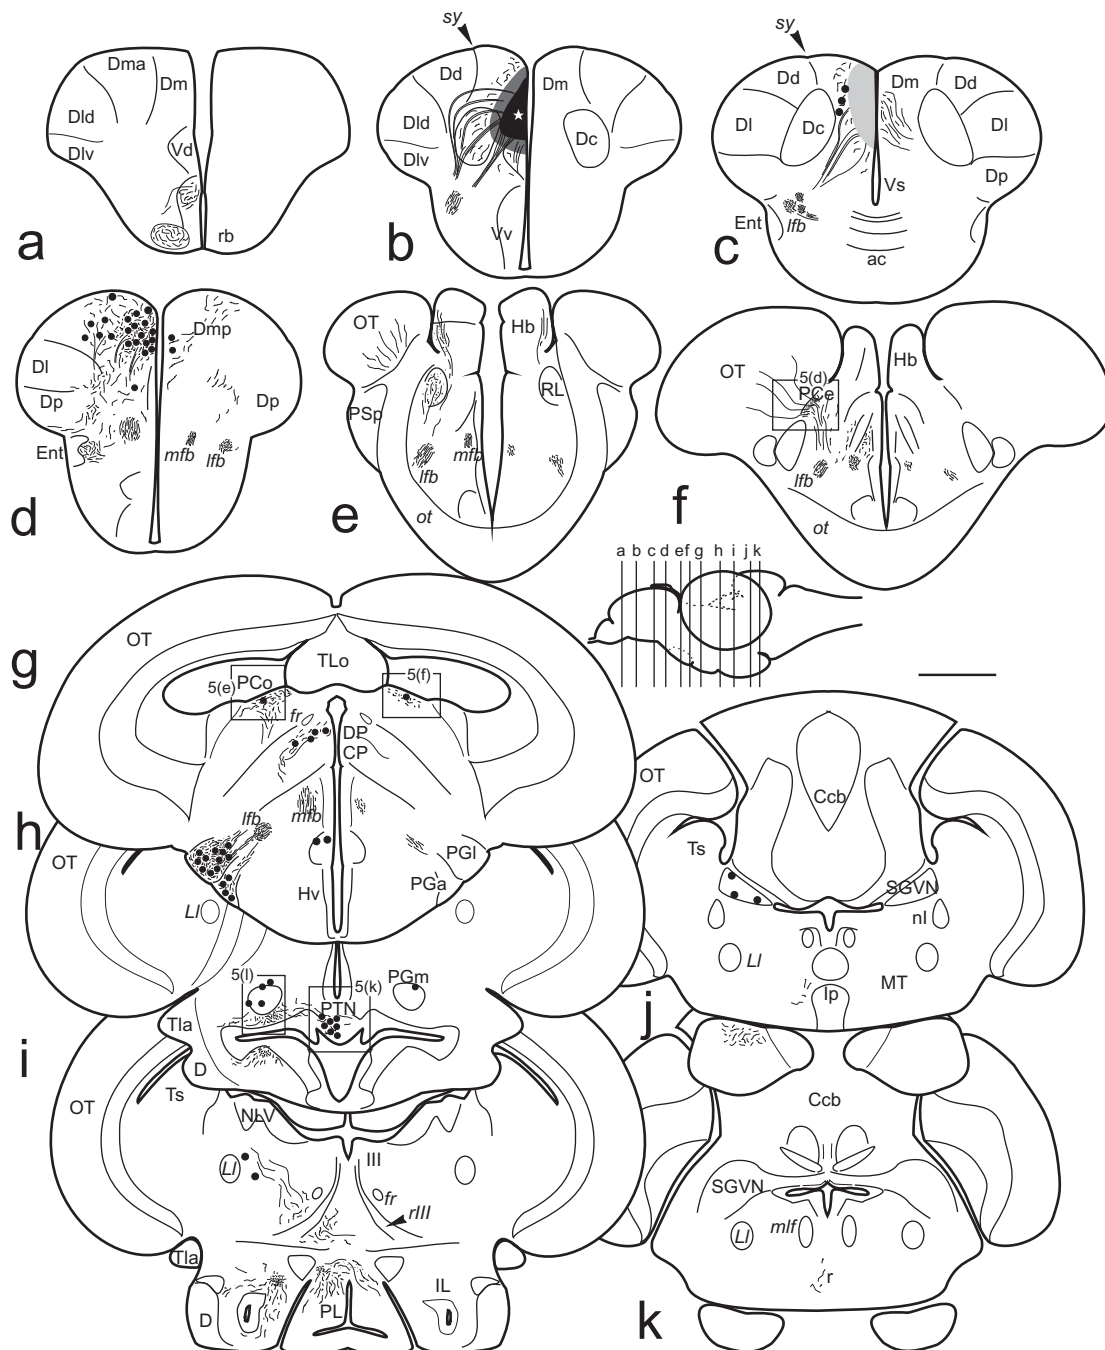 sy
sy
Dma
Dm
Dld
Dlv
Vd
rb
a
Dd
Dm
Dld
Dc
Dlv
Vv
b
Dd
Dm
Dd
Dl
Dc
Dl
Vs
Dp
Ent
lfb
ac
c
Dmp
Dl
Dp
Dp
Ent
mfb
lfb
d
OT
Hb
RL
PSp
mfb
lfb
ot
e
Hb
OT
5(d)
PCe
lfb
ot
f
a b c d e f g h i j k
OT
TLo
g
5(e)
PCo
5(f)
fr
DP
CP
lfb
mfb
PGl
PGa
Hv
h
OT
Ll
5(l)
5(k)
PGm
PTN
Tla
D
i
Ts
OT
NLV
III
Ll
fr
rIII
Tla
IL
D
PL
OT
Ccb
Ts
SGVN
nl
Ll
MT
Ip
j
Ccb
SGVN
Ll
mlf
r
k